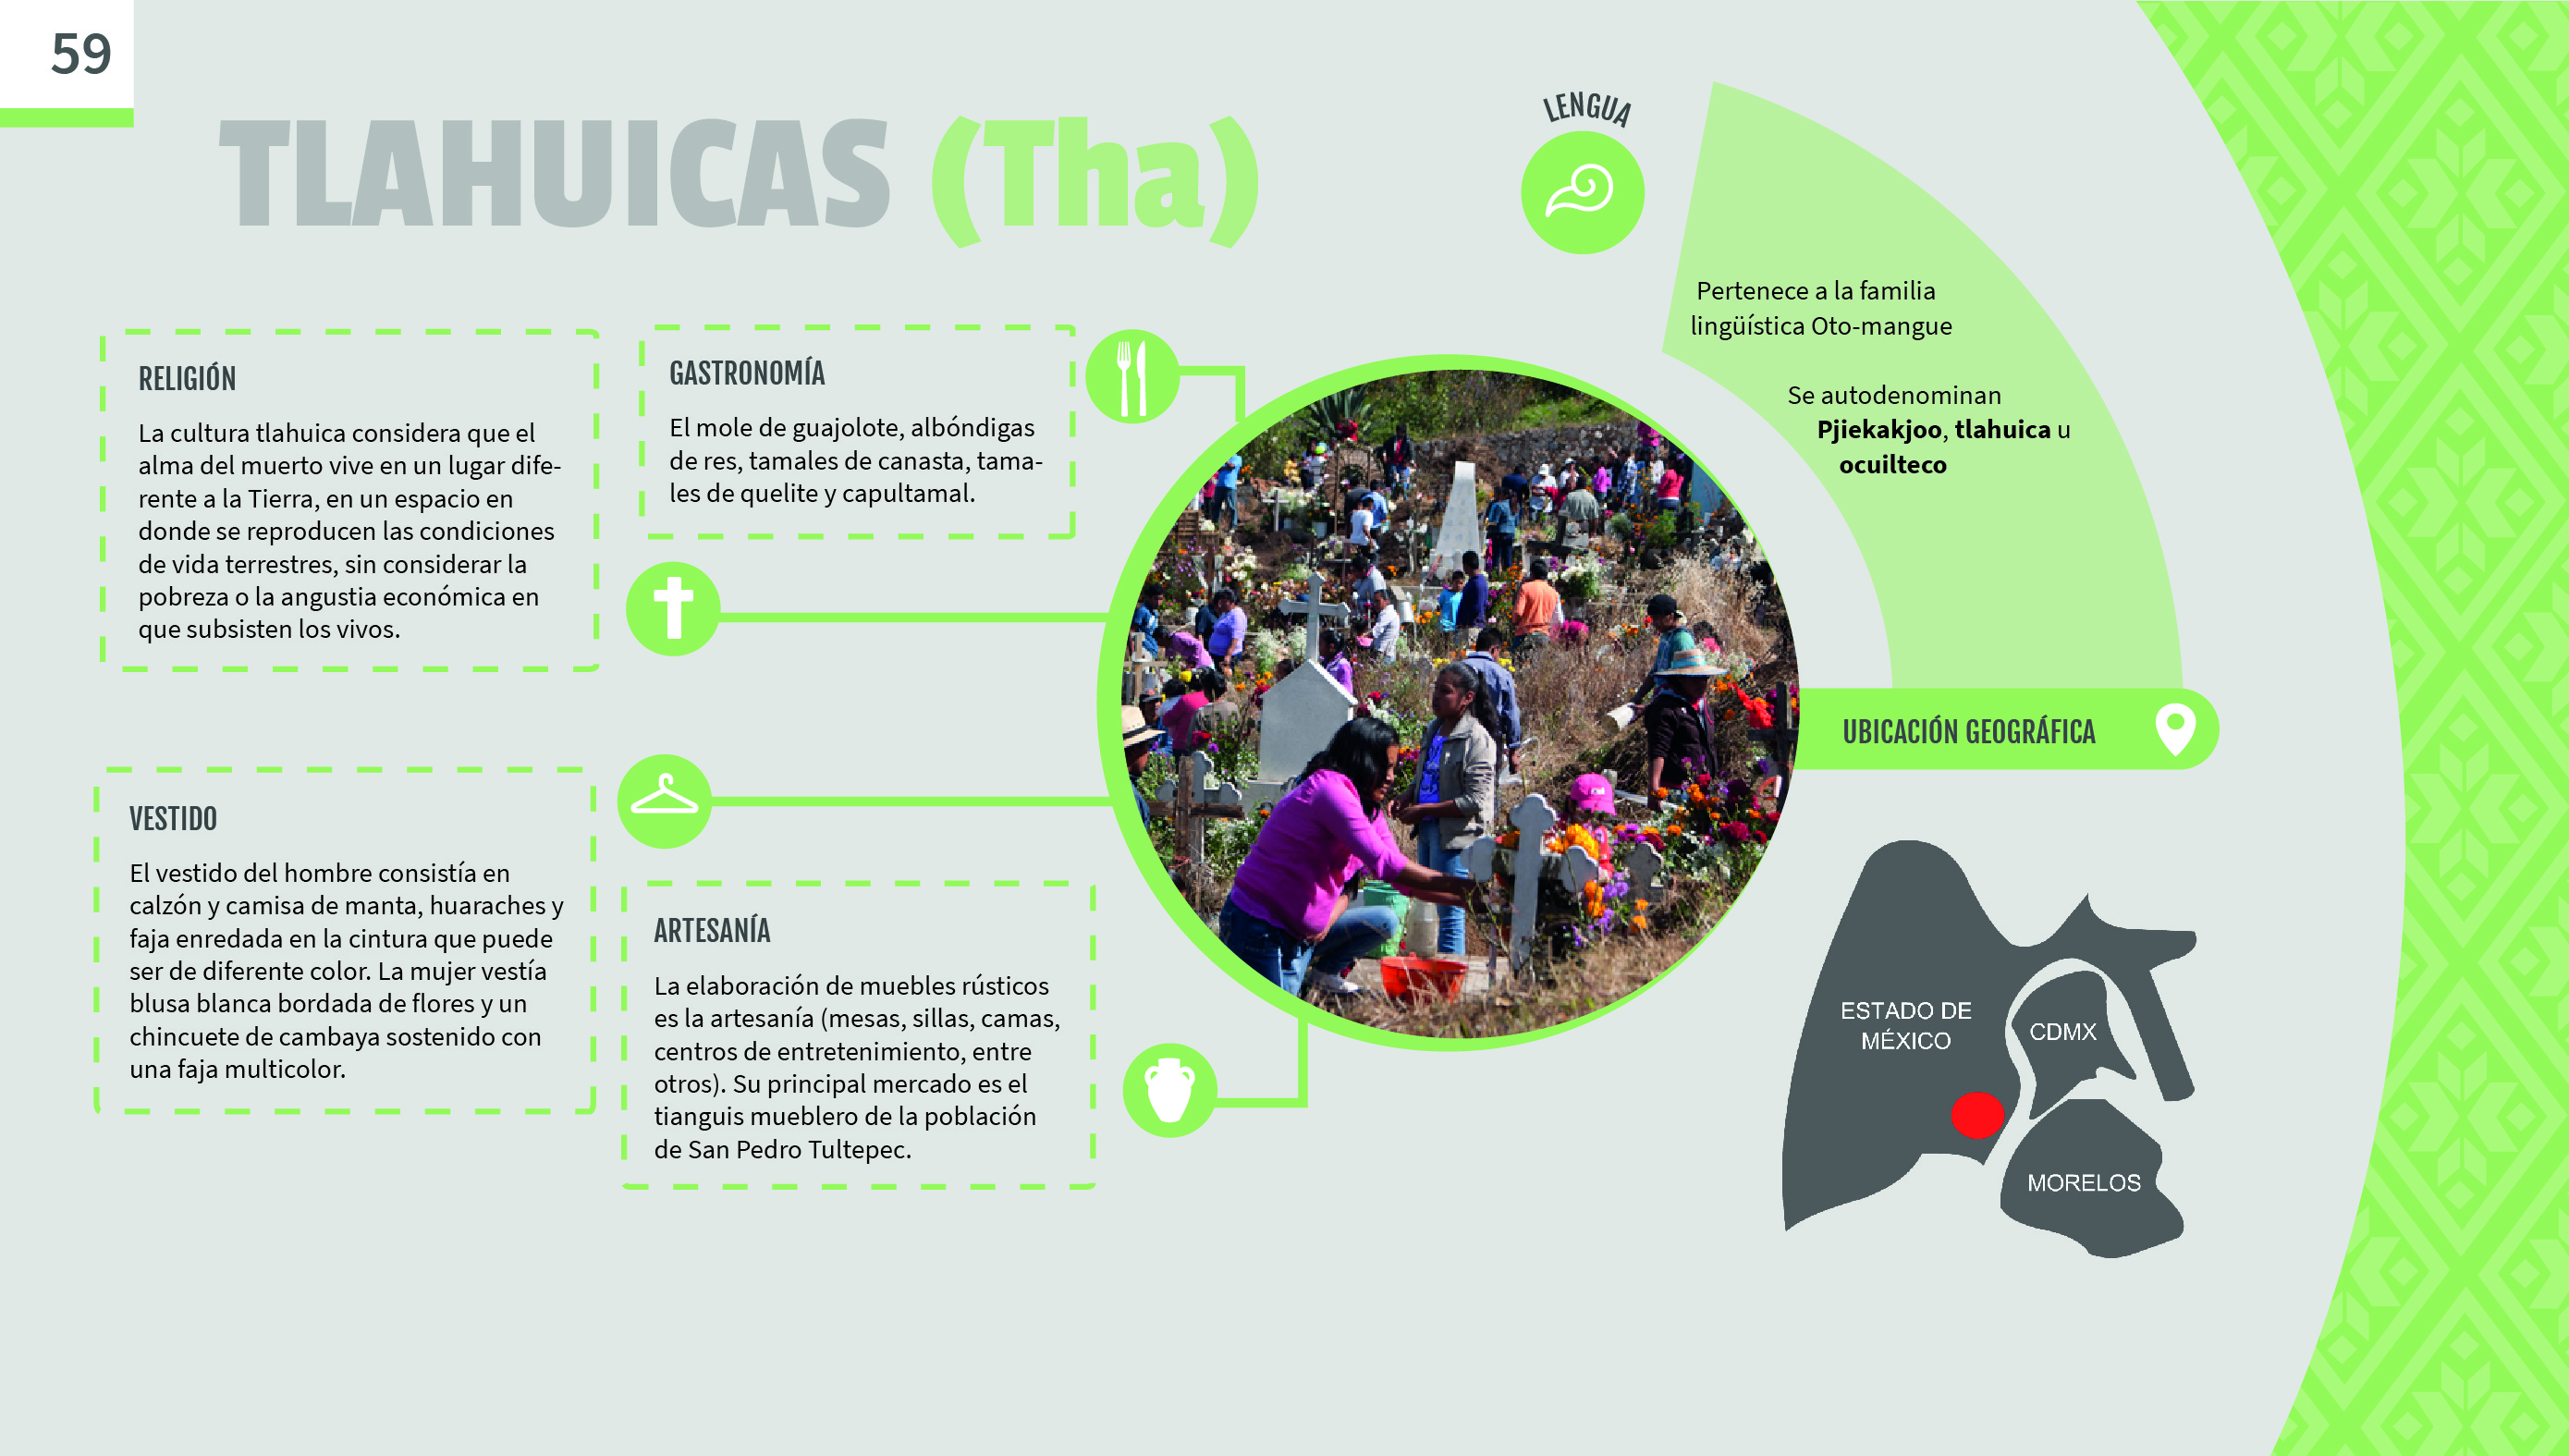 59
TLAHUICAS (Tha)
LENGUA
Pertenece a la familia
lingüística Oto-mangue
Se autodenominan
Pjiekakjoo, tlahuica u
ocuilteco
RELIGIÓN
La cultura tlahuica considera que el
alma del muerto vive en un lugar dife-
rente a la Tierra, en un espacio en
donde se reproducen las condiciones
de vida terrestres, sin considerar la
pobreza o la angustia económica en
que subsisten los vivos.
GASTRONOMÍA
El mole de guajolote, albóndigas
de res, tamales de canasta, tama-
les de quelite y capultamal.
VESTIDO
El vestido del hombre consistía en
calzón y camisa de manta, huaraches y
faja enredada en la cintura que puede
ser de diferente color. La mujer vestía
blusa blanca bordada de flores y un
chincuete de cambaya sostenido con
una faja multicolor.
ARTESANÍA
La elaboración de muebles rústicos
es la artesanía (mesas, sillas, camas,
centros de entretenimiento, entre
otros). Su principal mercado es el
tianguis mueblero de la población
de San Pedro Tultepec.
UBICACIÓN GEOGRÁFICA
ESTADO DE
MÉXICO
CDMX
MORELOS